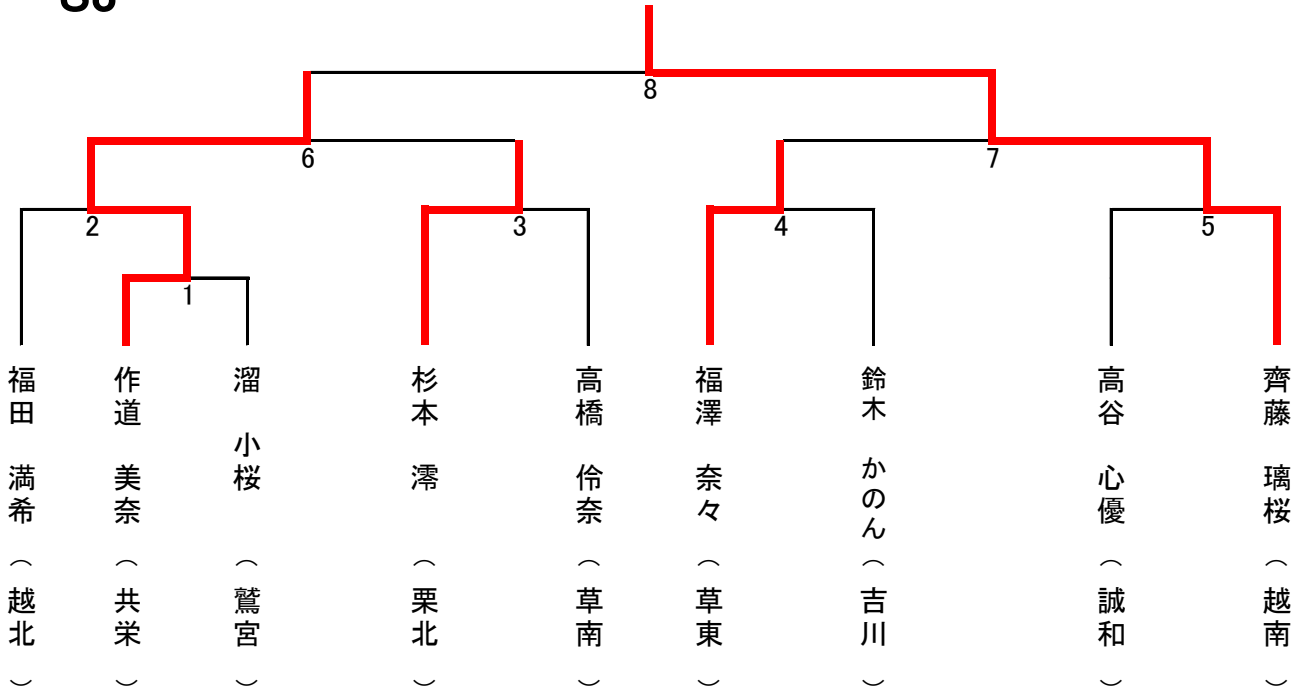 8
6
7
2
3
4
5
1
福田 満希 （越北）
作道 美奈 （共栄）
溜 小桜 （鷲宮）
杉本 澪 （栗北）
高橋 伶奈 （草南）
福澤 奈々 （草東）
鈴木 かのん （吉川）
高谷 心優 （誠和）
齊藤 璃桜 （越南）